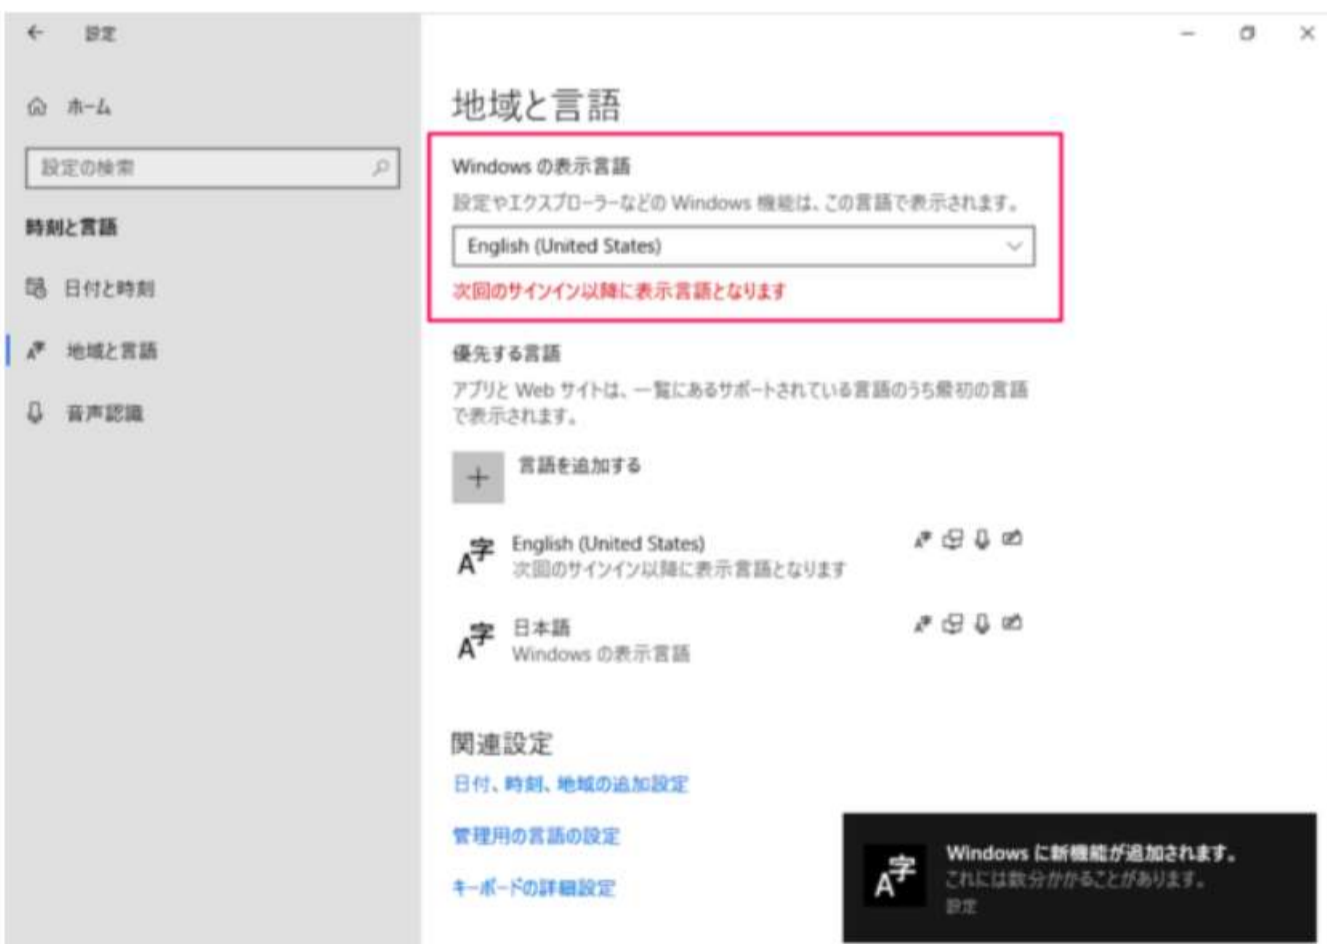 設定
ホーム
設定の検索
時刻と言語
日付と時刻
地域と言語
音声認識
地域と言語
Windows の表示言語
設定やエクスプローラーなどの Windows 機能は、この言語で表示されます。
English (United States)
次回のサインイン以降に表示言語となります
優先する言語
アプリと Web サイトは、一覧にあるサポートされている言語のうち最初の言語
で表示されます。
言語を追加する
English (United States)
次回のサインイン以降に表示言語となります
日本語
Windows の表示言語
関連設定
日付、時刻、地域の追加設定
管理用の言語の設定
キーボードの詳細設定
Windows に新機能が追加されます。
これには数分かかることがあります。
設定